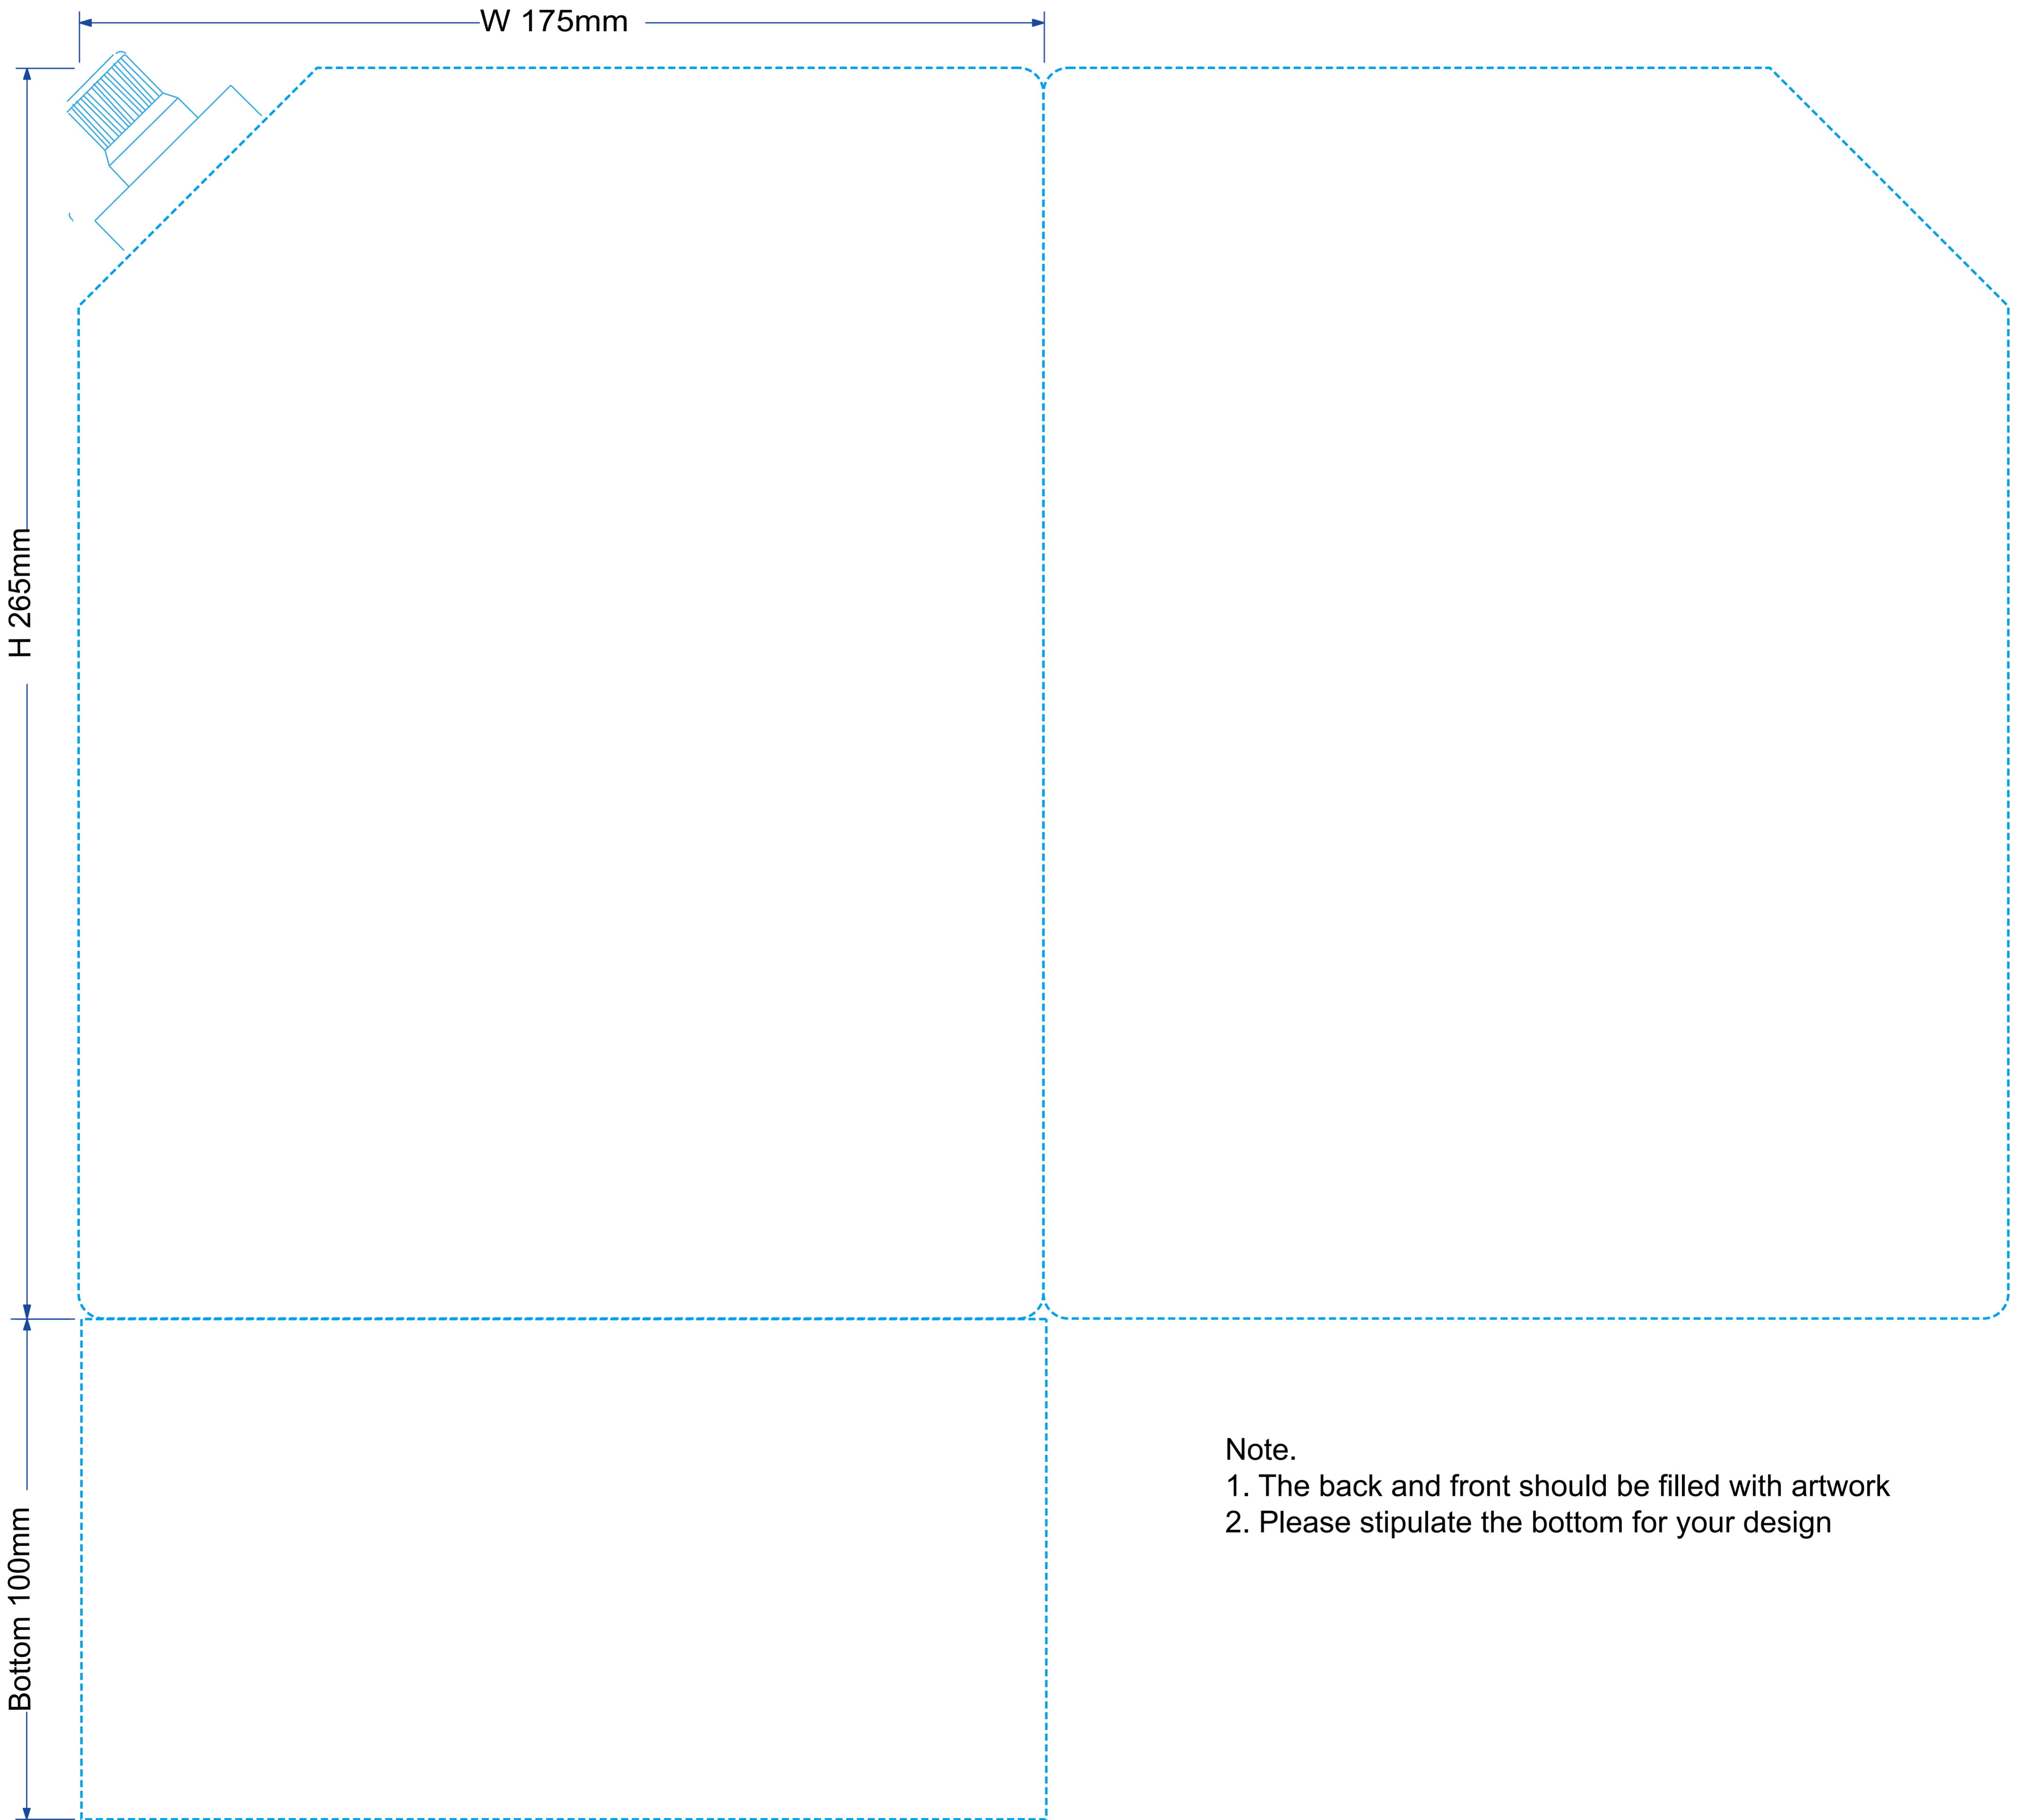 W 175mm
H 265mm
Bottom 100mm
Note.
1. The back and front should be filled with artwork
2. Please stipulate the bottom for your design